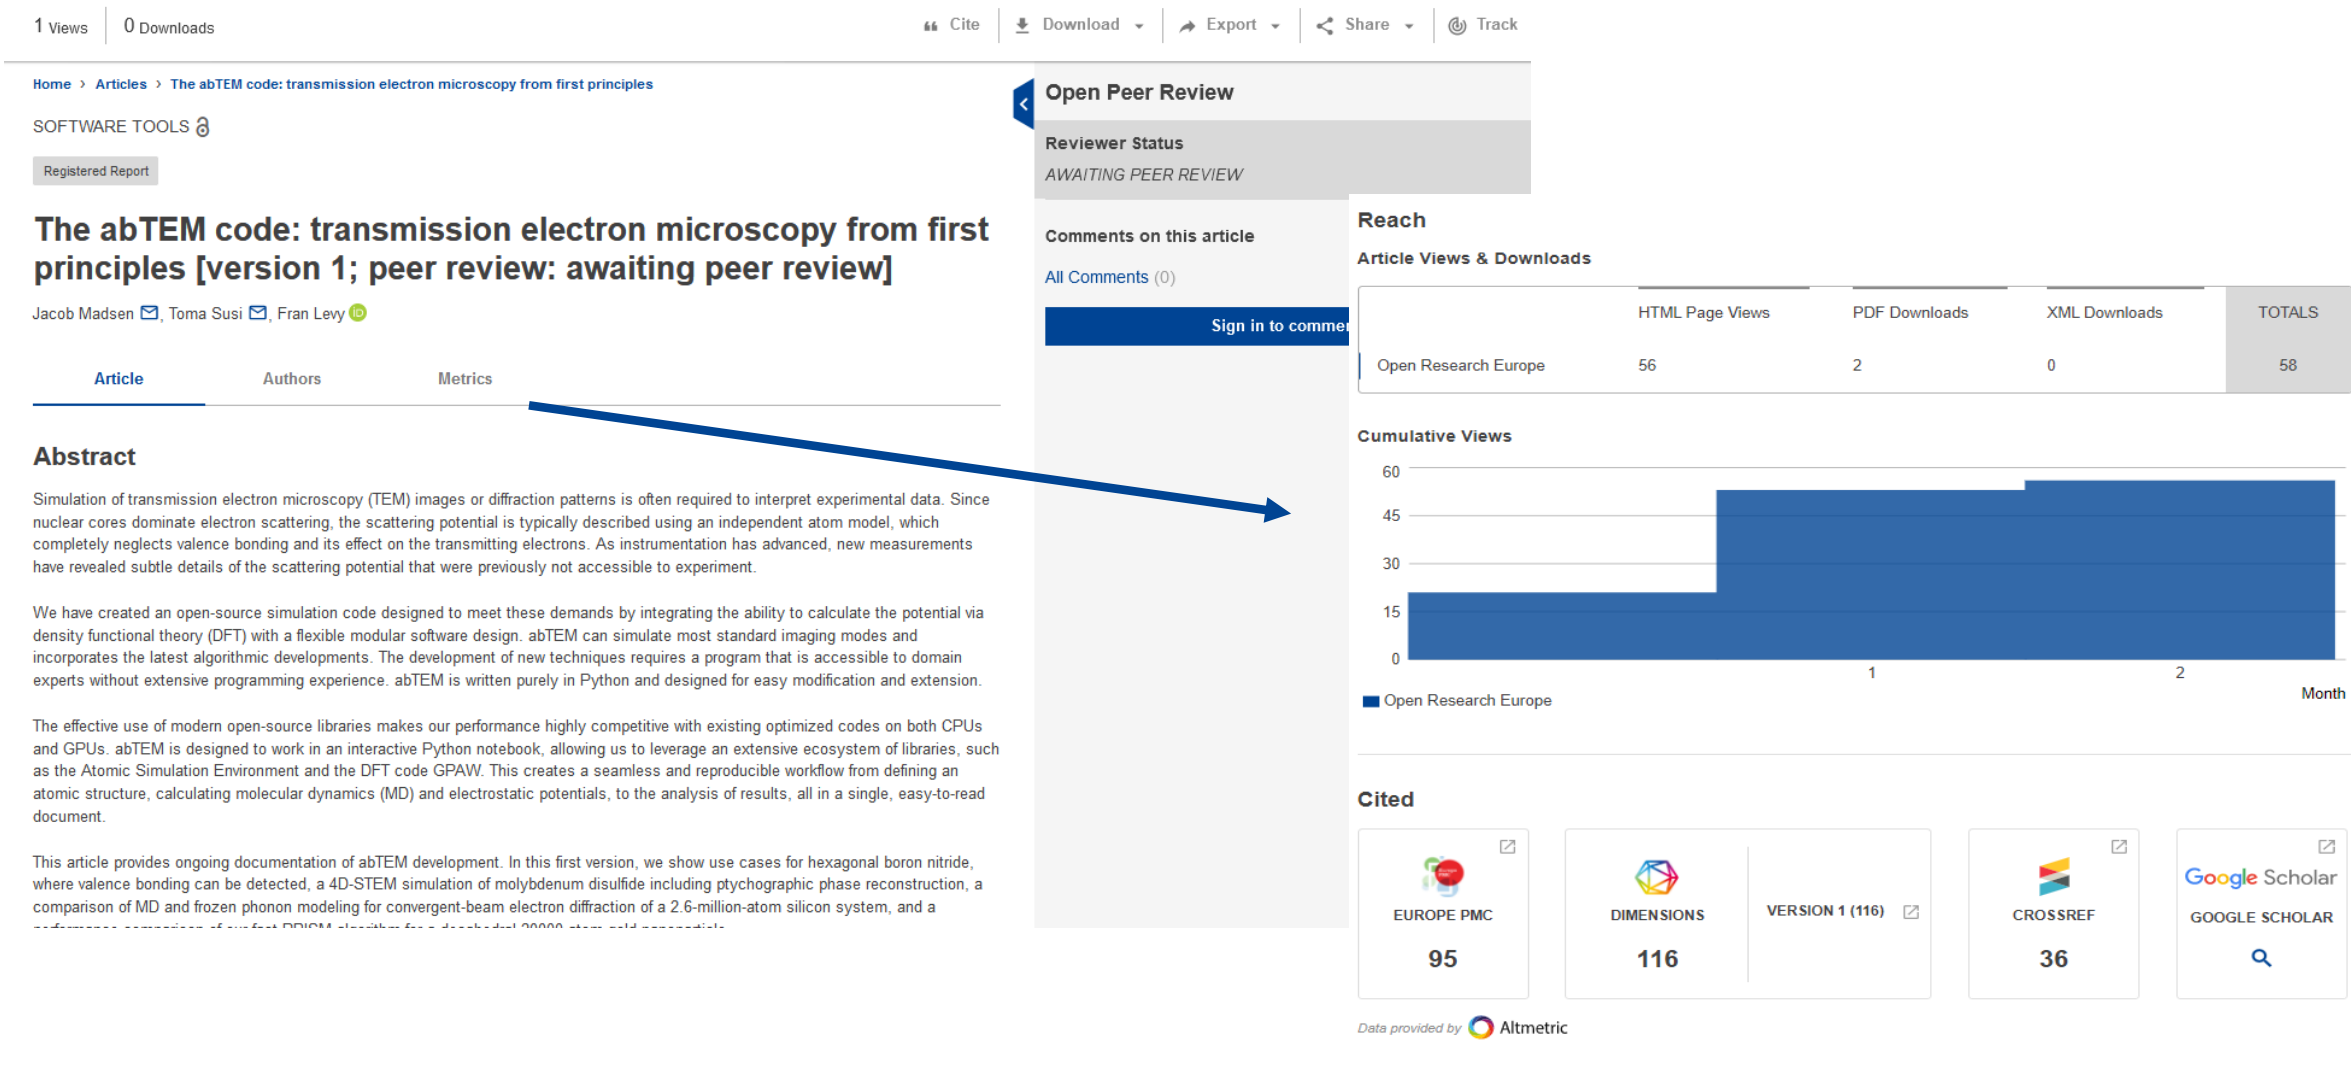 1 Views 0 Downloads
Cite Download Export Share Track
Home › Articles › The abTEM code: transmission electron microscopy from first principles
SOFTWARE TOOLS
Registered Report
The abTEM code: transmission electron microscopy from first
principles [version 1; peer review: awaiting peer review]
Jacob Madsen, Toma Susi, Fran Levy iD
Article Authors Metrics
Abstract
Simulation of transmission electron microscopy (TEM) images or diffraction patterns is often required to interpret experimental data. Since
nuclear cores dominate electron scattering, the scattering potential is typically described using an independent atom model, which
completely neglects valence bonding and its effect on the transmitting electrons. As instrumentation has advanced, new measurements
have revealed subtle details of the scattering potential that were previously not accessible to experiment.
We have created an open-source simulation code designed to meet these demands by integrating the ability to calculate the potential via
density functional theory (DFT) with a flexible modular software design. abTEM can simulate most standard imaging modes and
incorporates the latest algorithmic developments. The development of new techniques requires a program that is accessible to domain
experts without extensive programming experience. abTEM is written purely in Python and designed for easy modification and extension.
The effective use of modern open-source libraries makes our performance highly competitive with existing optimized codes on both CPUs
and GPUs. abTEM is designed to work in an interactive Python notebook, allowing us to leverage an extensive ecosystem of libraries, such
as the Atomic Simulation Environment and the DFT code GPAW. This creates a seamless and reproducible workflow from defining an
atomic structure, calculating molecular dynamics (MD) and electrostatic potentials, to the analysis of results, all in a single, easy-to-read
document.
This article provides ongoing documentation of abTEM development. In this first version, we show use cases for hexagonal boron nitride,
where valence bonding can be detected, a 4D-STEM simulation of molybdenum disulfide including ptychographic phase reconstruction, a
comparison of MD and frozen phonon modeling for convergent-beam electron diffraction of a 2.6-million-atom silicon system, and a
Open Peer Review
Reviewer Status
AWAITING PEER REVIEW
Comments on this article
All Comments (0)
Sign in to commen
Reach
Article Views & Downloads
HTML Page Views PDF Downloads XML Downloads TOTALS
Open Research Europe 56 2 0 58
Cumulative Views
60
45
30
15
0
1 2
Month
Open Research Europe
Cited
EUROPE PMC
95
DIMENSIONS
116
VERSION 1 (116)
CROSSREF
36
Google Scholar
GOOGLE SCHOLAR
Data provided by Altmetric